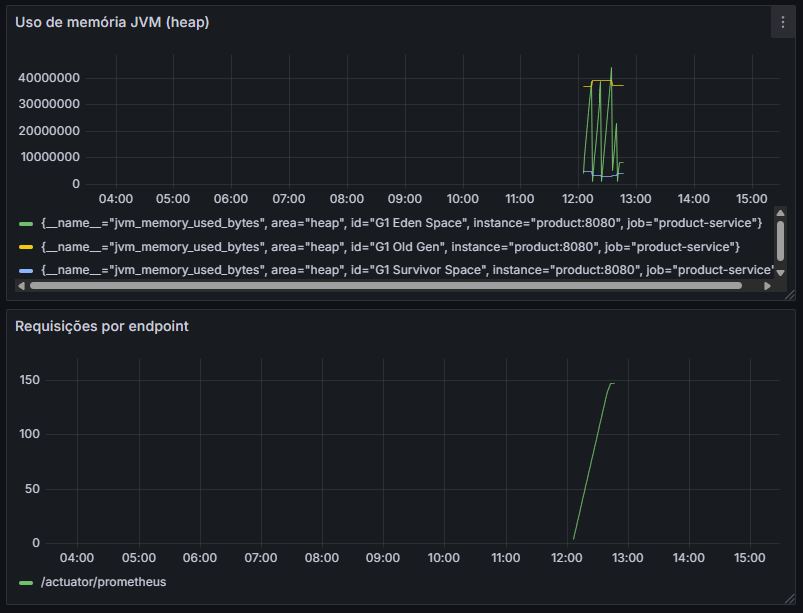 Uso de memória JVM (heap)
40000000
30000000
20000000
10000000
0
04:00 05:00 06:00 07:00 08:00 09:00 10:00 11:00 12:00 13:00 14:00 15:00
{__name__="jvm_memory_used_bytes", area="heap", id="G1 Eden Space", instance="product:8080", job="product-service"}
{__name__="jvm_memory_used_bytes", area="heap", id="G1 Old Gen", instance="product:8080", job="product-service"}
{__name__="jvm_memory_used_bytes", area="heap", id="G1 Survivor Space", instance="product:8080", job="product-service"
Requisições por endpoint
150
100
50
0
04:00 05:00 06:00 07:00 08:00 09:00 10:00 11:00 12:00 13:00 14:00 15:00
/actuator/prometheus